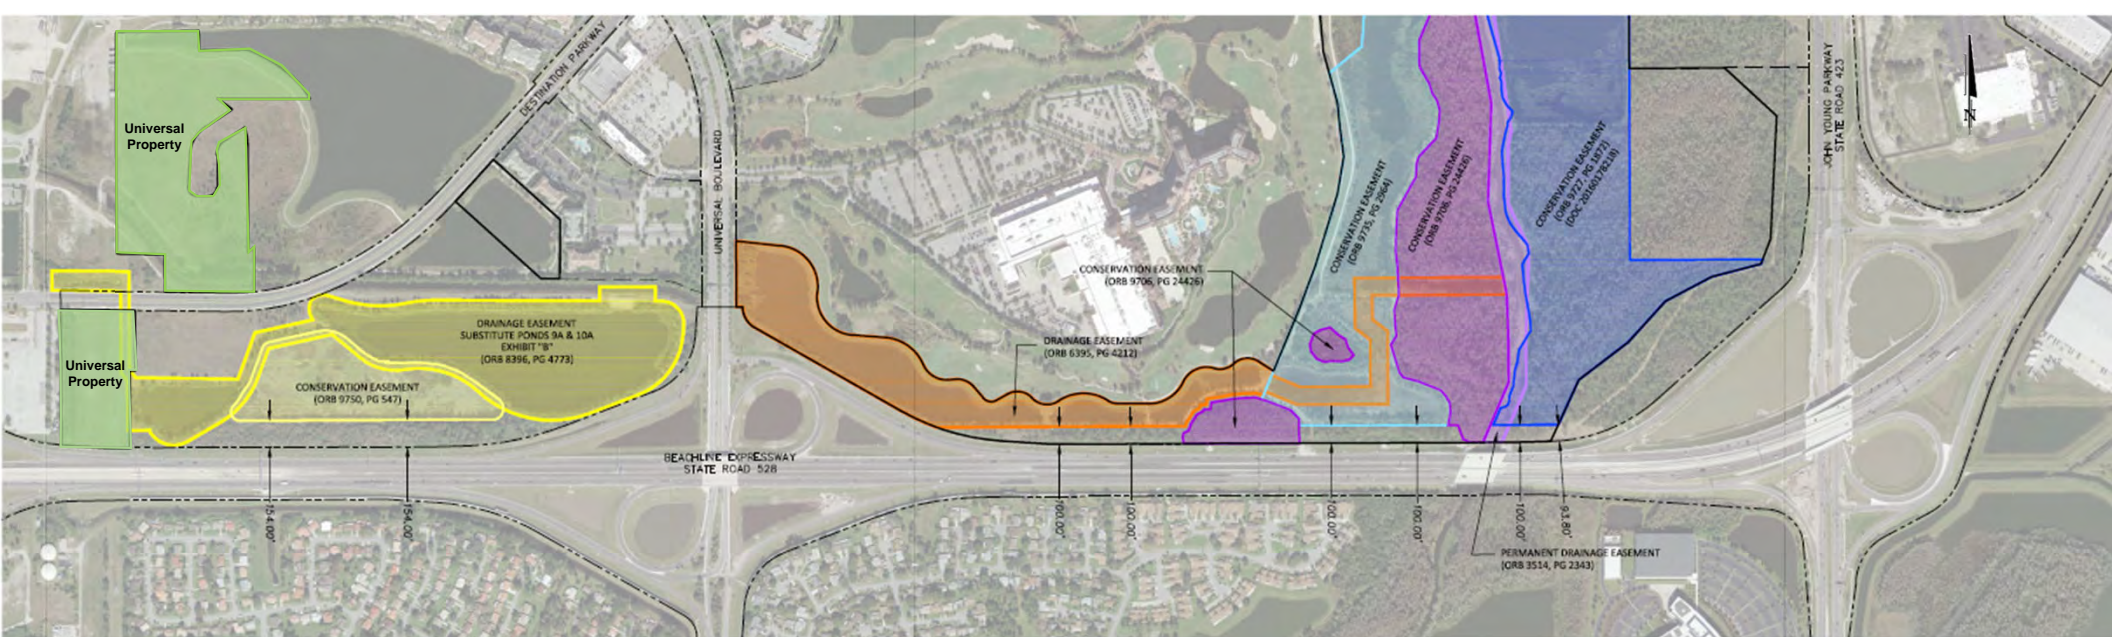 Universal
Property
DESTINATION PARKWAY
UNIVERSAL BOULEVARD
Universal
Property
DRAINAGE EASEMENT
SUBSTITUTE PONDS 9A & 10A
EXHIBIT "B"
(ORB 8396, PG 4773)
CONSERVATION EASEMENT
(ORB 9750, PG 547)
BEACHLINE EXPRESSWAY
STATE ROAD 528
CONSERVATION EASEMENT
(ORB 9706, PG 24426)
DRAINAGE EASEMENT
(ORB 6395, PG 4212)
CONSERVATION EASEMENT
(ORB 9735, PG 2964)
CONSERVATION EASEMENT
(ORB 9706, PG 24426)
CONSERVATION EASEMENT
(ORB 9727, PG 1872)
(DOC 20160178218)
JOHN YOUNG PARKWAY
STATE ROAD 423
N
154.00'
154.00'
100.00'
100.00'
100.00'
100.00'
100.00'
93.80'
PERMANENT DRAINAGE EASEMENT
(ORB 3514, PG 2343)